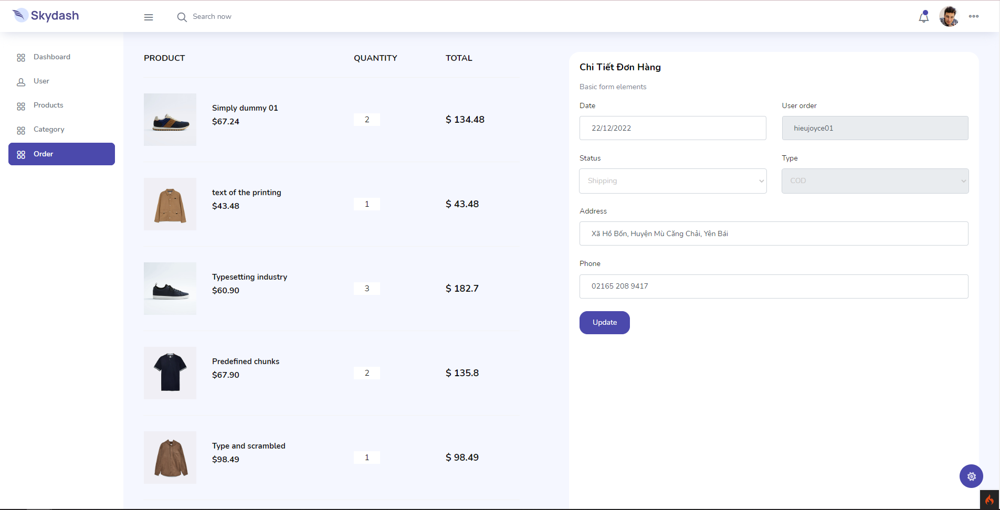 Skydash
Search now
Dashboard
User
Products
Category
Order
PRODUCT QUANTITY TOTAL
Simply dummy 01
$67.24
2
$ 134.48
text of the printing
$43.48
1
$ 43.48
Typesetting industry
$60.90
3
$ 182.7
Predefined chunks
$67.90
2
$ 135.8
Type and scrambled
$98.49
1
$ 98.49
Chi Tiết Đơn Hàng
Basic form elements
Date User order
22/12/2022 hieujoyce01
Status Type
Shipping COD
Address
Xã Hồ Bốn, Huyện Mù Căng Chải, Yên Bái
Phone
02165 208 9417
Update